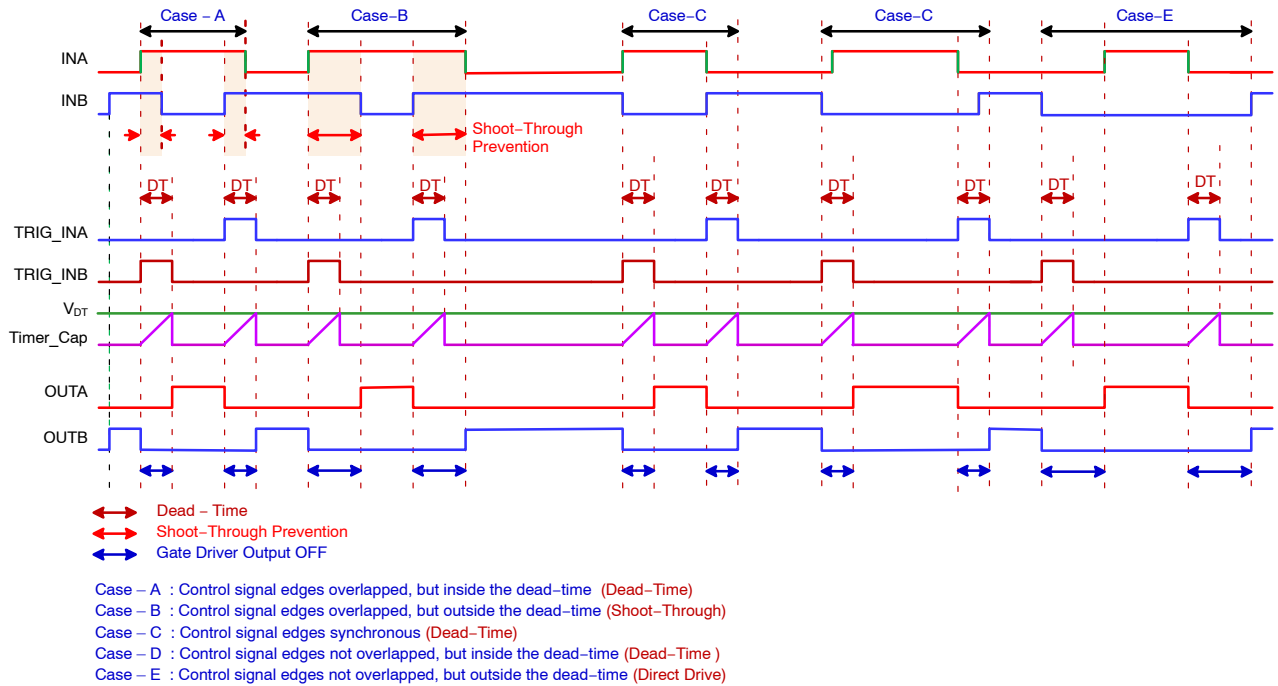 Case – A
Case–B
Case–C
Case–C
Case–E
INA
INB
Shoot–Through
Prevention
DT
DT
DT
DT
DT
DT
DT
DT
DT
DT
TRIG_INA
TRIG_INB
VDT
Timer_Cap
OUTA
OUTB
Dead – Time
Shoot–Through Prevention
Gate Driver Output OFF
Case – A : Control signal edges overlapped, but inside the dead–time (Dead–Time)
Case – B : Control signal edges overlapped, but outside the dead–time (Shoot–Through)
Case – C : Control signal edges synchronous (Dead–Time)
Case – D : Control signal edges not overlapped, but inside the dead–time (Dead–Time )
Case – E : Control signal edges not overlapped, but outside the dead–time (Direct Drive)